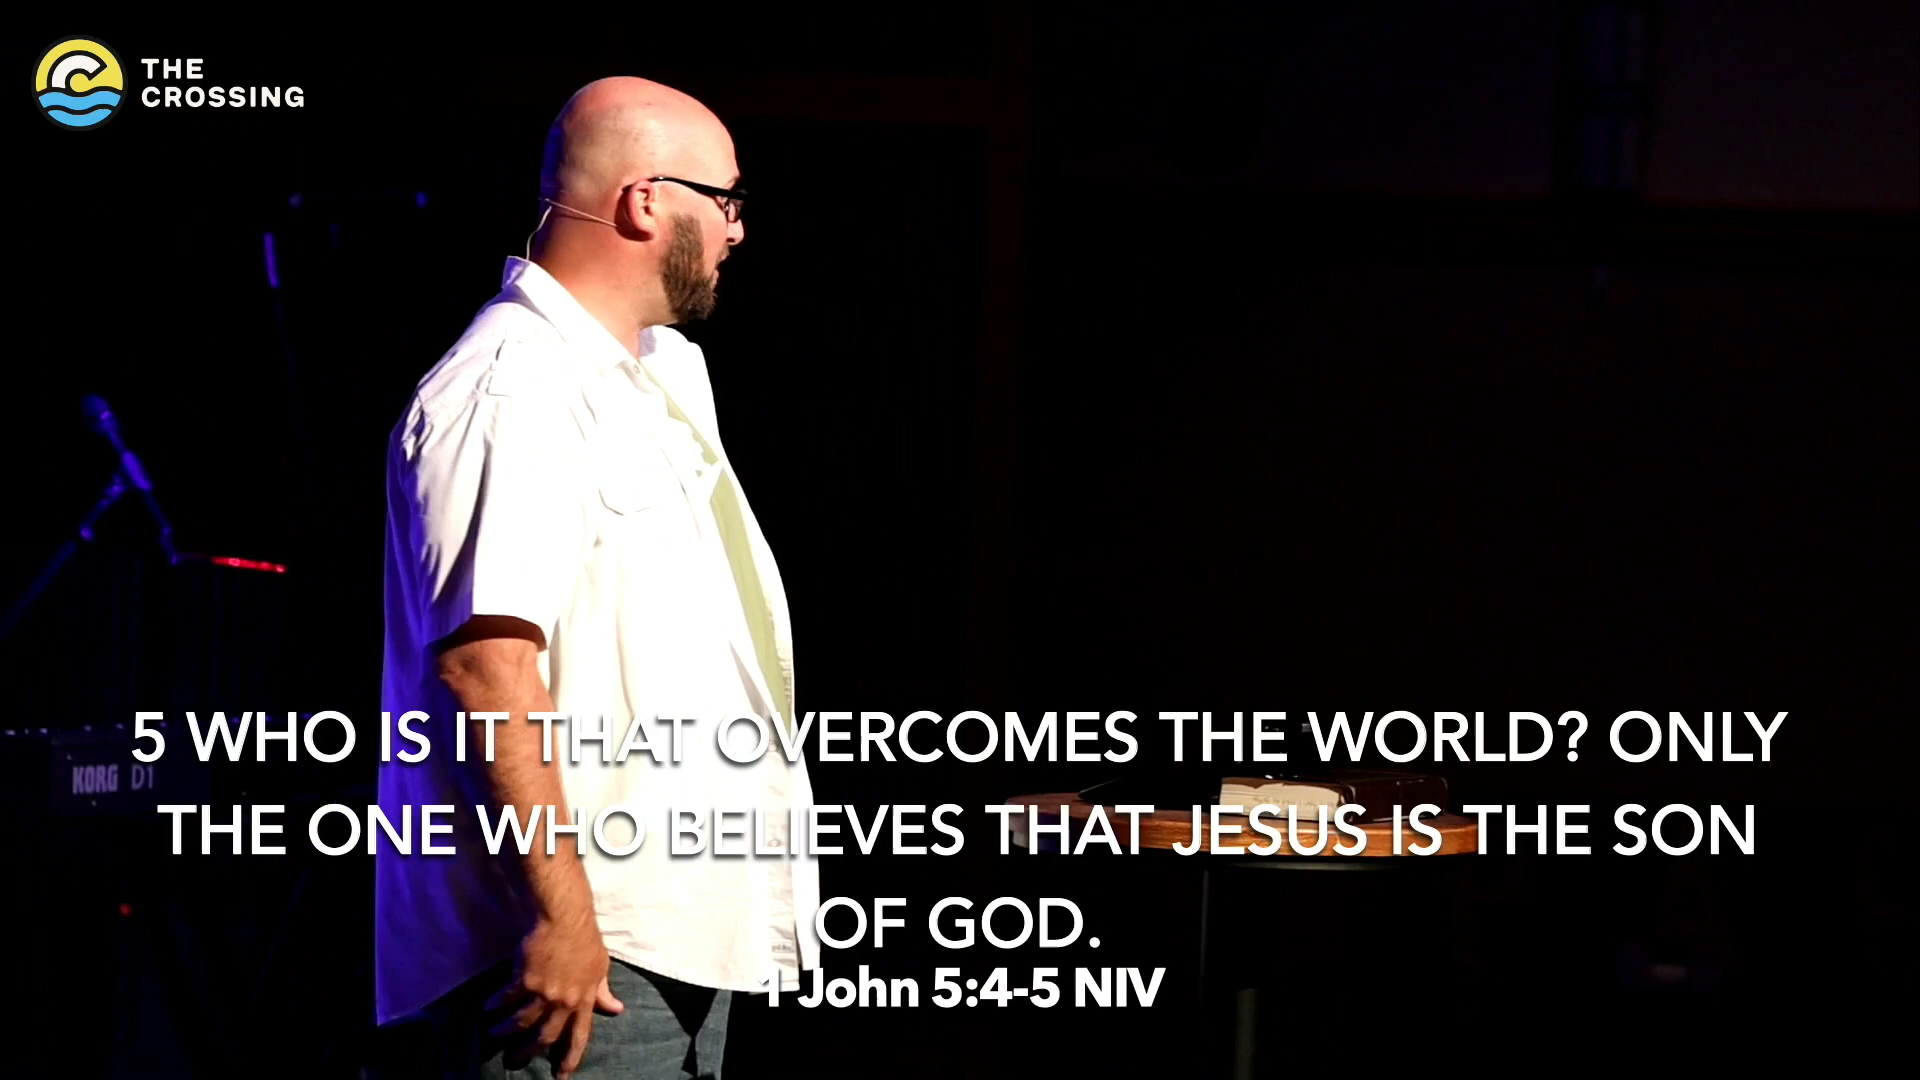 THE
CROSSING
5 WHO IS IT THAT OVERCOMES THE WORLD? ONLY
THE ONE WHO BELIEVES THAT JESUS IS THE SON
OF GOD.
1 John 5:4-5 NIV
KORG D1